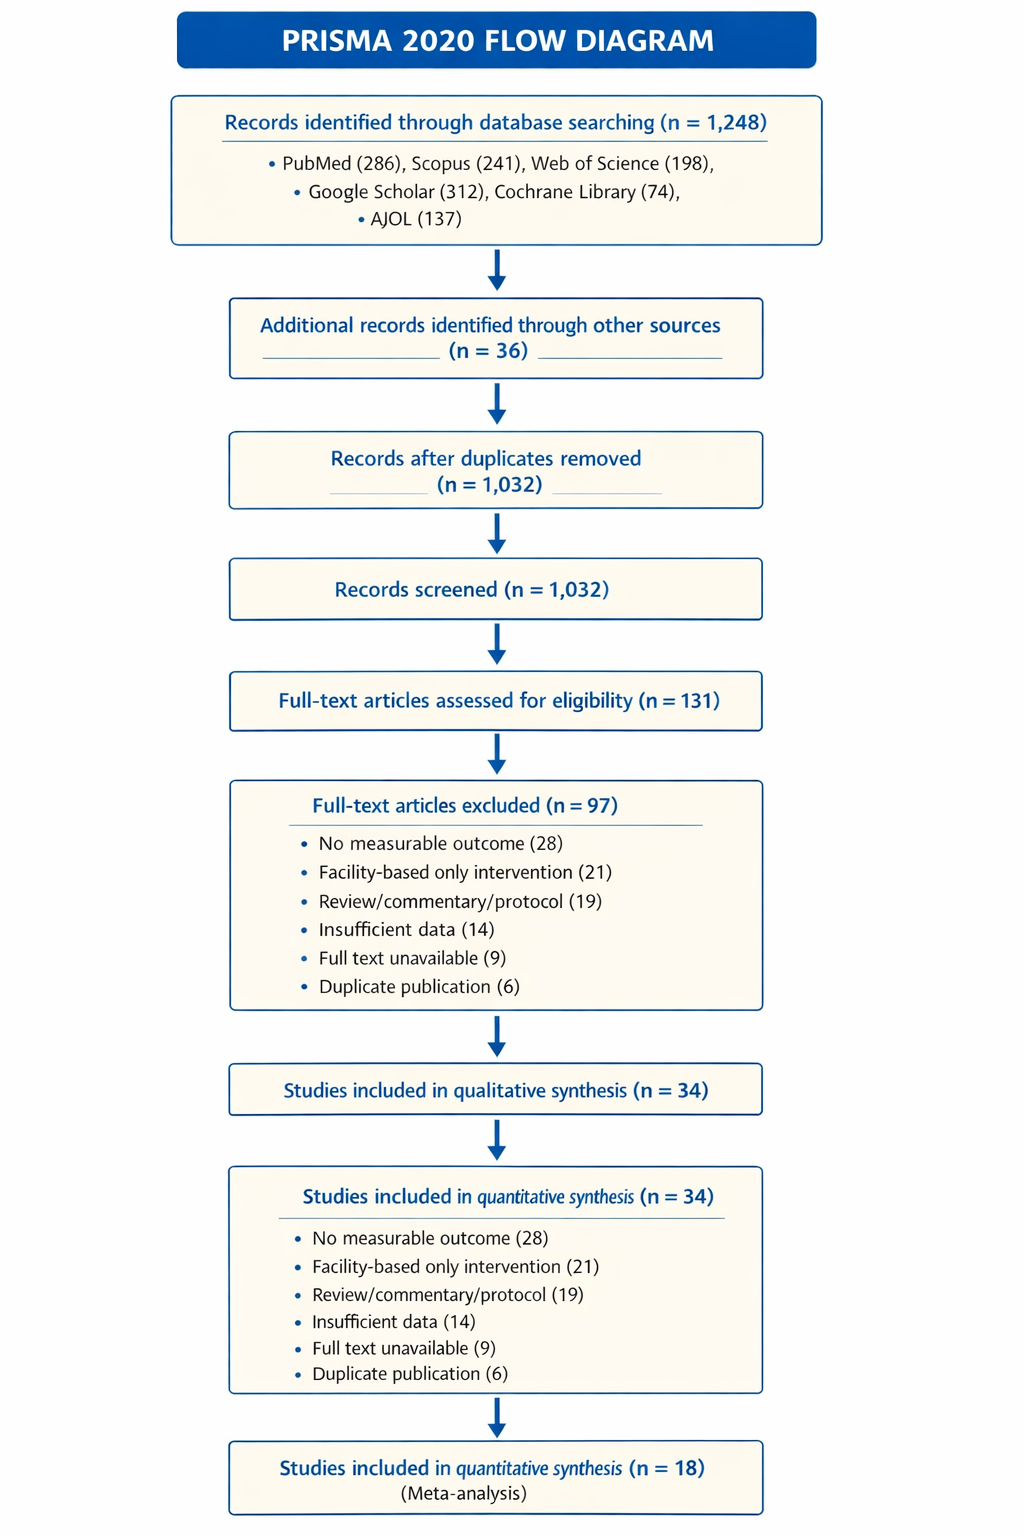 PRISMA 2020 FLOW DIAGRAM
Records identified through database searching (n = 1,248)
• PubMed (286), Scopus (241), Web of Science (198),
• Google Scholar (312), Cochrane Library (74),
• AJOL (137)
Additional records identified through other sources
(n = 36)
Records after duplicates removed
(n = 1,032)
Records screened (n = 1,032)
Full-text articles assessed for eligibility (n = 131)
Full-text articles excluded (n = 97)
• No measurable outcome (28)
• Facility-based only intervention (21)
• Review/commentary/protocol (19)
• Insufficient data (14)
• Full text unavailable (9)
• Duplicate publication (6)
Studies included in qualitative synthesis (n = 34)
Studies included in quantitative synthesis (n = 34)
• No measurable outcome (28)
• Facility-based only intervention (21)
• Review/commentary/protocol (19)
• Insufficient data (14)
• Full text unavailable (9)
• Duplicate publication (6)
Studies included in quantitative synthesis (n = 18)
(Meta-analysis)